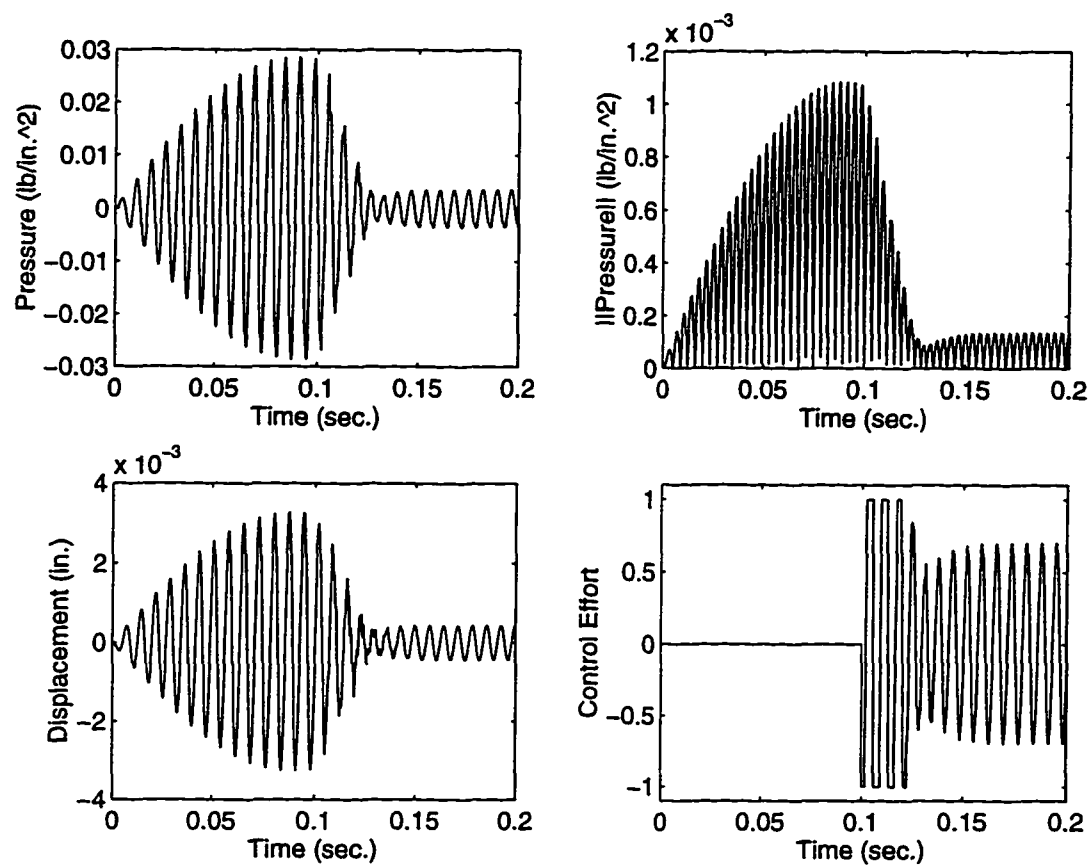 0.03
0.02
0.01
0
−0.01
−0.02
−0.03
Pressure (lb/in.^2)
0 0.05 0.1 0.15 0.2
Time (sec.)
x 10−3
1.2
1
0.8
0.6
0.4
0.2
0
||Pressure|| (lb/in.^2)
0 0.05 0.1 0.15 0.2
Time (sec.)
x 10−3
4
2
0
−2
−4
Displacement (in.)
0 0.05 0.1 0.15 0.2
Time (sec.)
1
0.5
0
−0.5
−1
Control Effort
0 0.05 0.1 0.15 0.2
Time (sec.)